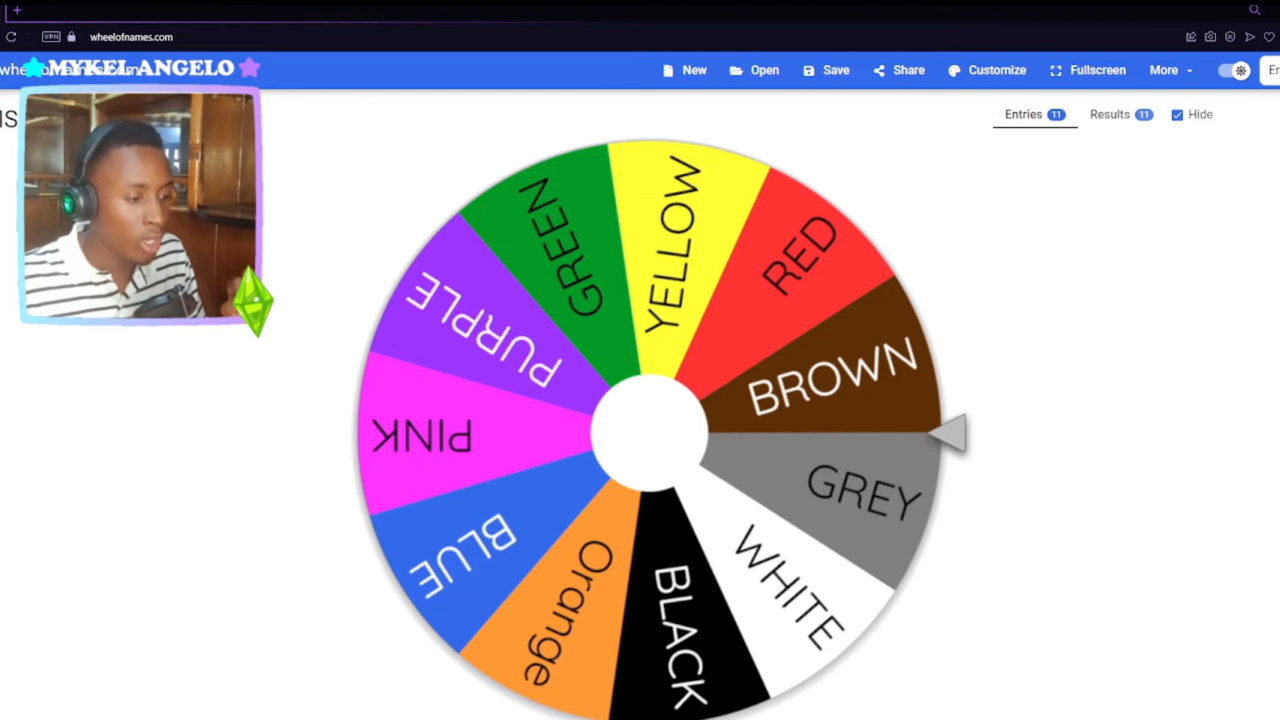 +
VPN wheelofnames.com
MYKEL ANGELO
New Open Save Share Customize Fullscreen More
Entries 11 Results 11 Hide
YELLOW
RED
BROWN
GREY
WHITE
BLACK
Orange
BLUE
PINK
PURPLE
GREEN